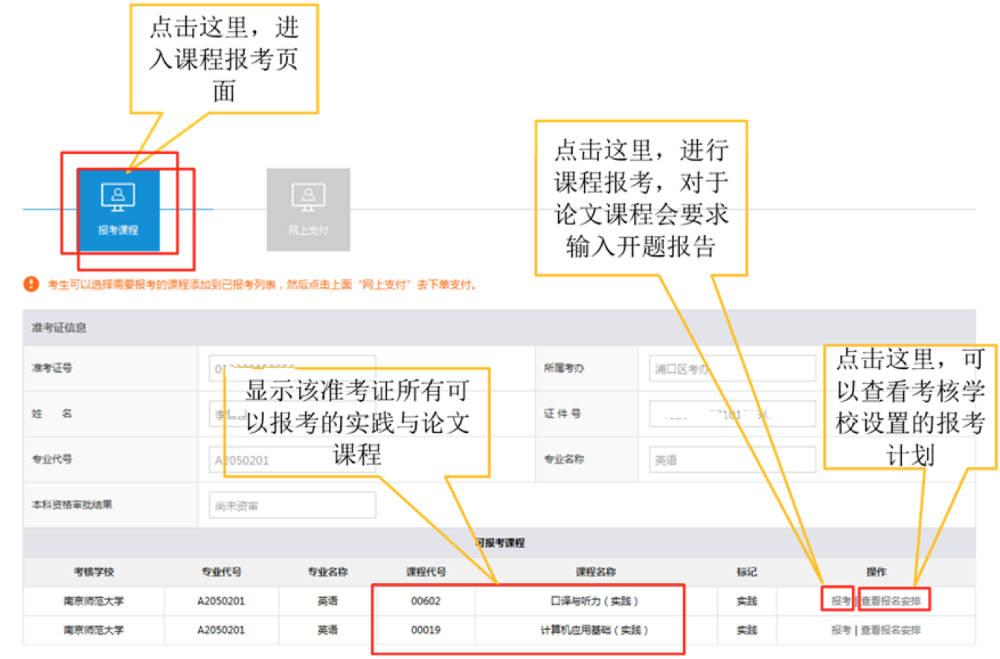 点击这里，进
入课程报考页
面
点击这里，进行
课程报考，对于
论文课程会要求
输入开题报告
报考课程
网上支付
考生可以选择需要报考的课程添加到已报考列表，然后点击上面“网上支付”去下单支付。
准考证信息
准考证号
所属考办 浦口区考办
点击这里，可
以查看考核学
校设置的报考
计划
显示该准考证所有可
以报考的实践与论文
课程
姓 名 李
证 件 号
专业代号 A2050201
专业名称 英语
本科资格审批结果 尚未资审
可报考课程
考核学校 专业代号 专业名称 课程代号 课程名称 标记 操作
南京师范大学 A2050201 英语 00602 口译与听力（实践） 实践 报考 | 查看报名安排
南京师范大学 A2050201 英语 00019 计算机应用基础（实践） 实践 报考 | 查看报名安排